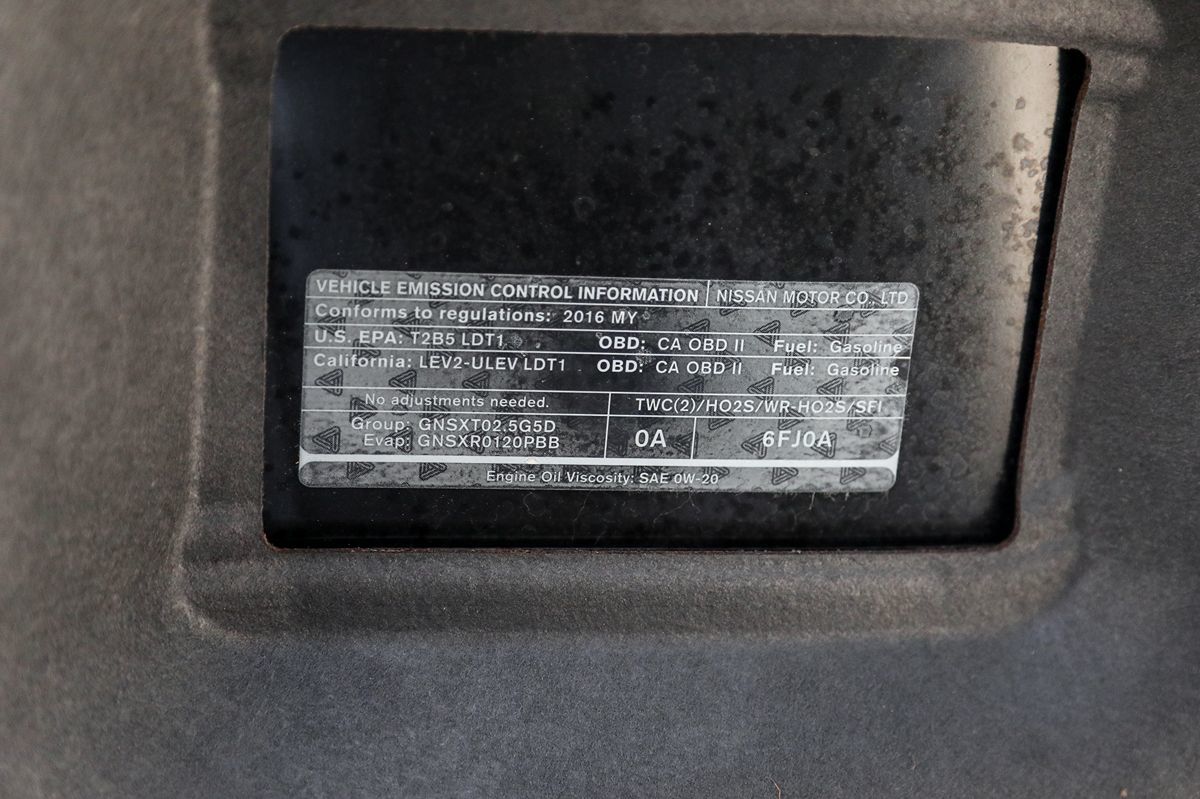 VEHICLE EMISSION CONTROL INFORMATION NISSAN MOTOR CO., LTD
Conforms to regulations: 2016 MY
U.S. EPA: T2B5 LDT1 OBD: CA OBD II Fuel: Gasoline
California: LEV2-ULEV LDT1 OBD: CA OBD II Fuel: Gasoline
No adjustments needed. TWC(2)/HO2S/WR-HO2S/SFI
Group: GNSXT02.5G5D
Evap: GNSXR0120PBB 0A 6FJ0A
Engine Oil Viscosity: SAE 0W-20